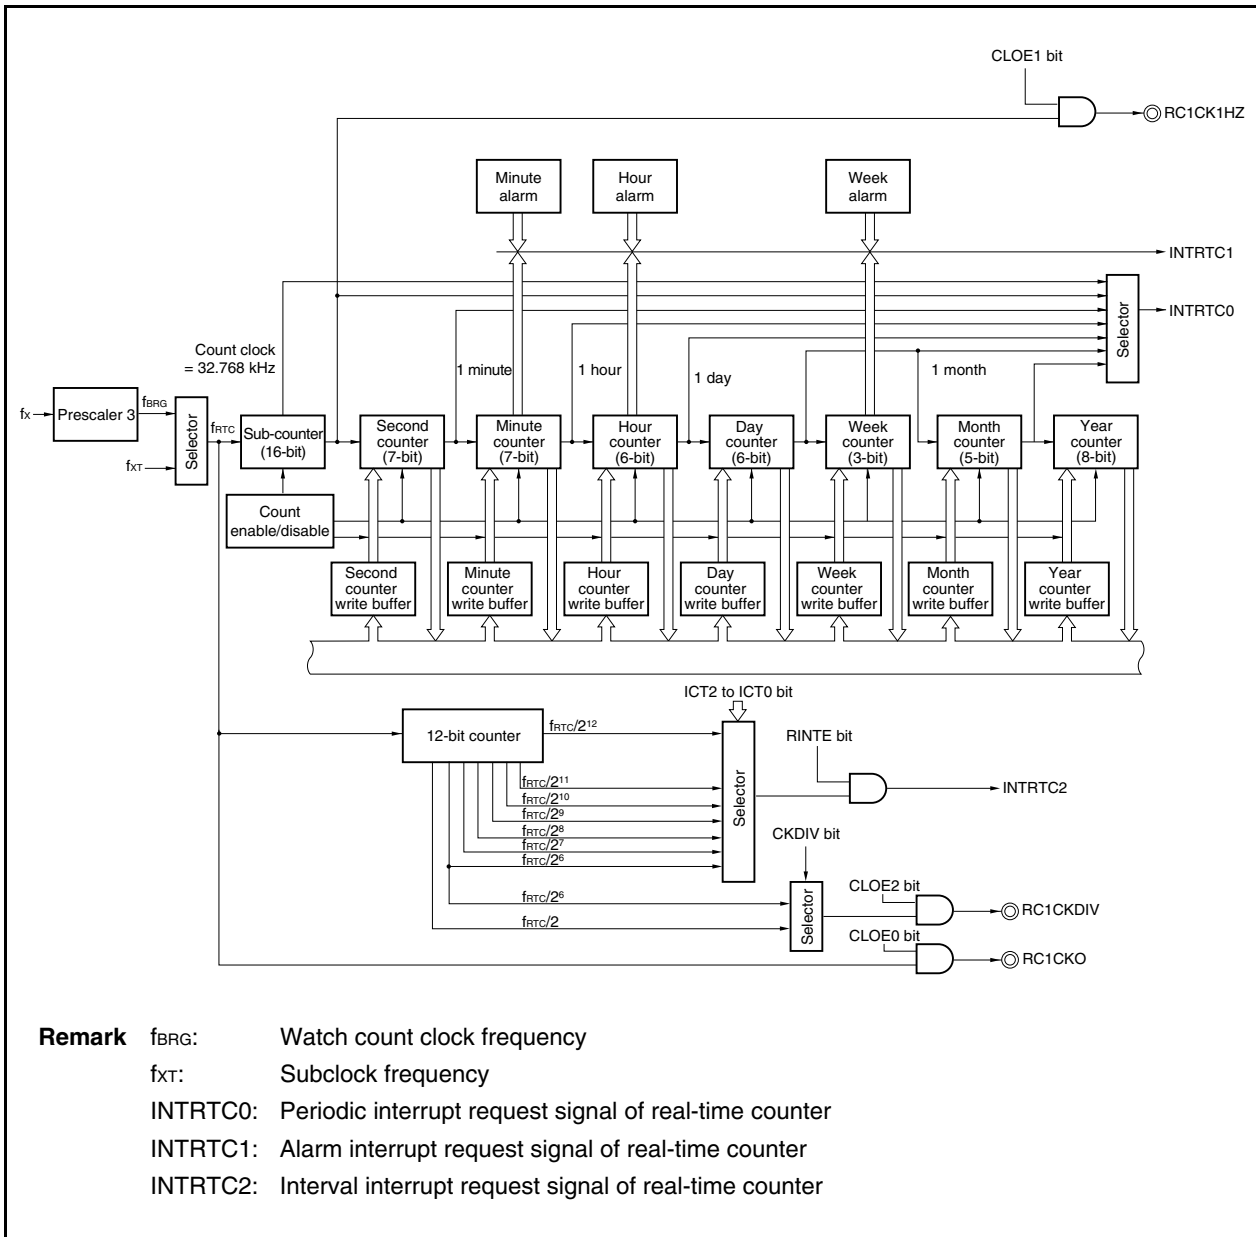 CLOE1 bit
RC1CK1HZ
Minute
alarm
Hour
alarm
Week
alarm
INTRTC1
INTRTC0
Selector
Count clock
= 32.768 kHz
1 minute
1 hour
1 day
1 month
fX
Prescaler 3
fBRG
Selector
fRTC
fXT
Sub-counter
(16-bit)
Second
counter
(7-bit)
Minute
counter
(7-bit)
Hour
counter
(6-bit)
Day
counter
(6-bit)
Week
counter
(3-bit)
Month
counter
(5-bit)
Year
counter
(8-bit)
Count
enable/disable
Second
counter
write buffer
Minute
counter
write buffer
Hour
counter
write buffer
Day
counter
write buffer
Week
counter
write buffer
Month
counter
write buffer
Year
counter
write buffer
ICT2 to ICT0 bit
12-bit counter
fRTC/2¹²
fRTC/2¹¹
fRTC/2¹⁰
fRTC/2⁹
fRTC/2⁸
fRTC/2⁷
fRTC/2⁶
Selector
RINTE bit
INTRTC2
CKDIV bit
fRTC/2⁶
fRTC/2
Selector
CLOE2 bit
RC1CKDIV
CLOE0 bit
RC1CKO
Remark fBRG: Watch count clock frequency
fXT: Subclock frequency
INTRTC0: Periodic interrupt request signal of real-time counter
INTRTC1: Alarm interrupt request signal of real-time counter
INTRTC2: Interval interrupt request signal of real-time counter